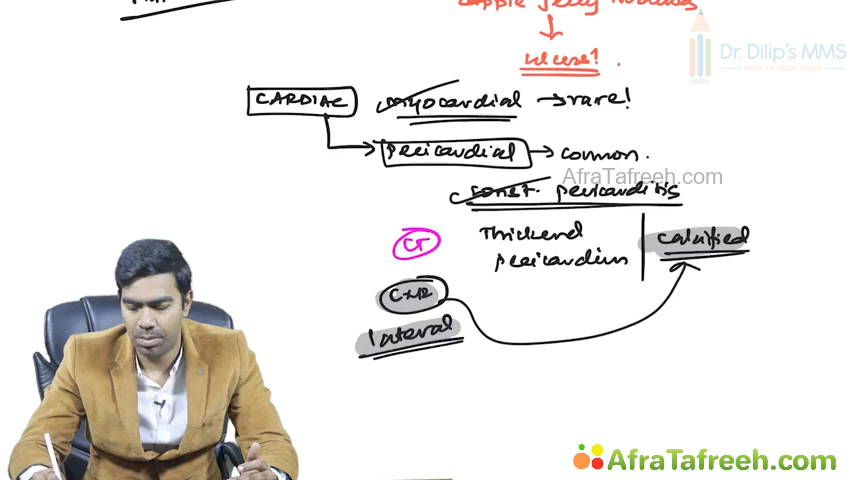 Apple jelly nodules
ulcers!
Dr. Dilip's MMS
Medicine Made Simple
CARDIAC myocardial → rare!
pericardial → common.
AfraTafreeh.com
Const. pericarditis
CT Thickend calcified
pericardium
CXR
lateral
AfraTafreeh.com